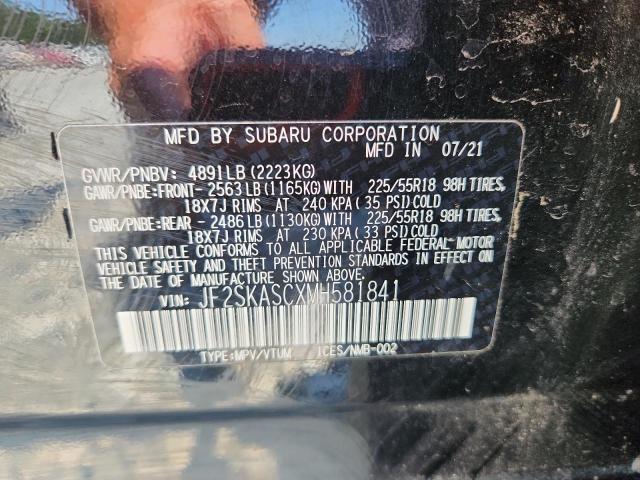 MFD BY SUBARU CORPORATION
MFD IN 07/21
GVWR/PNBV: 4891LB (2223KG)
GAWR/PNBE:FRONT-2563LB(1165KG)WITH 225/55R18 98H TIRES,
18X7J RIMS AT 240 KPA(35 PSI)COLD
GAWR/PNBE:REAR -2486LB(1130KG)WITH 225/55R18 98H TIRES,
18X7J RIMS AT 230 KPA(33 PSI)COLD
THIS VEHICLE CONFORMS TO ALL APPLICABLE FEDERAL MOTOR
VEHICLE SAFETY AND THEFT PREVENTION STANDARDS IN EFFECT ON
THE DATE OF MANUFACTURE SHOWN ABOVE.
VIN: JF2SKASCXMH581841
TYPE:MPV/VTUM ICES/NMB-002